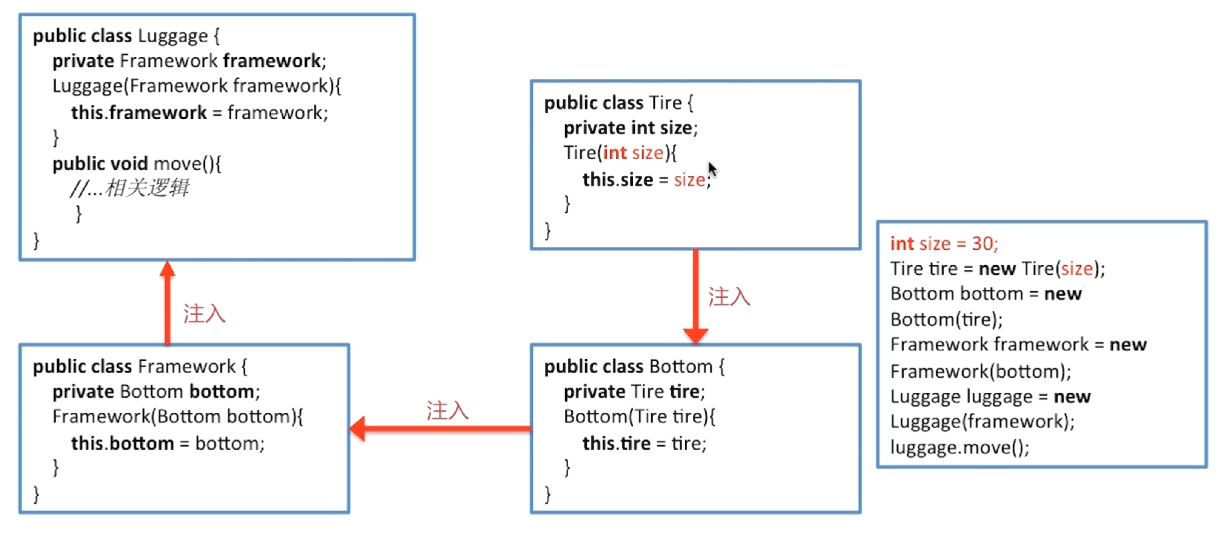 public class Luggage {
private Framework framework;
Luggage(Framework framework){
this.framework = framework;
}
public void move(){
//...相关逻辑
}
}
public class Tire {
private int size;
Tire(int size){
this.size = size;
}
}
注入
注入
public class Framework {
private Bottom bottom;
Framework(Bottom bottom){
this.bottom = bottom;
}
}
注入
public class Bottom {
private Tire tire;
Bottom(Tire tire){
this.tire = tire;
}
}
int size = 30;
Tire tire = new Tire(size);
Bottom bottom = new
Bottom(tire);
Framework framework = new
Framework(bottom);
Luggage luggage = new
Luggage(framework);
luggage.move();